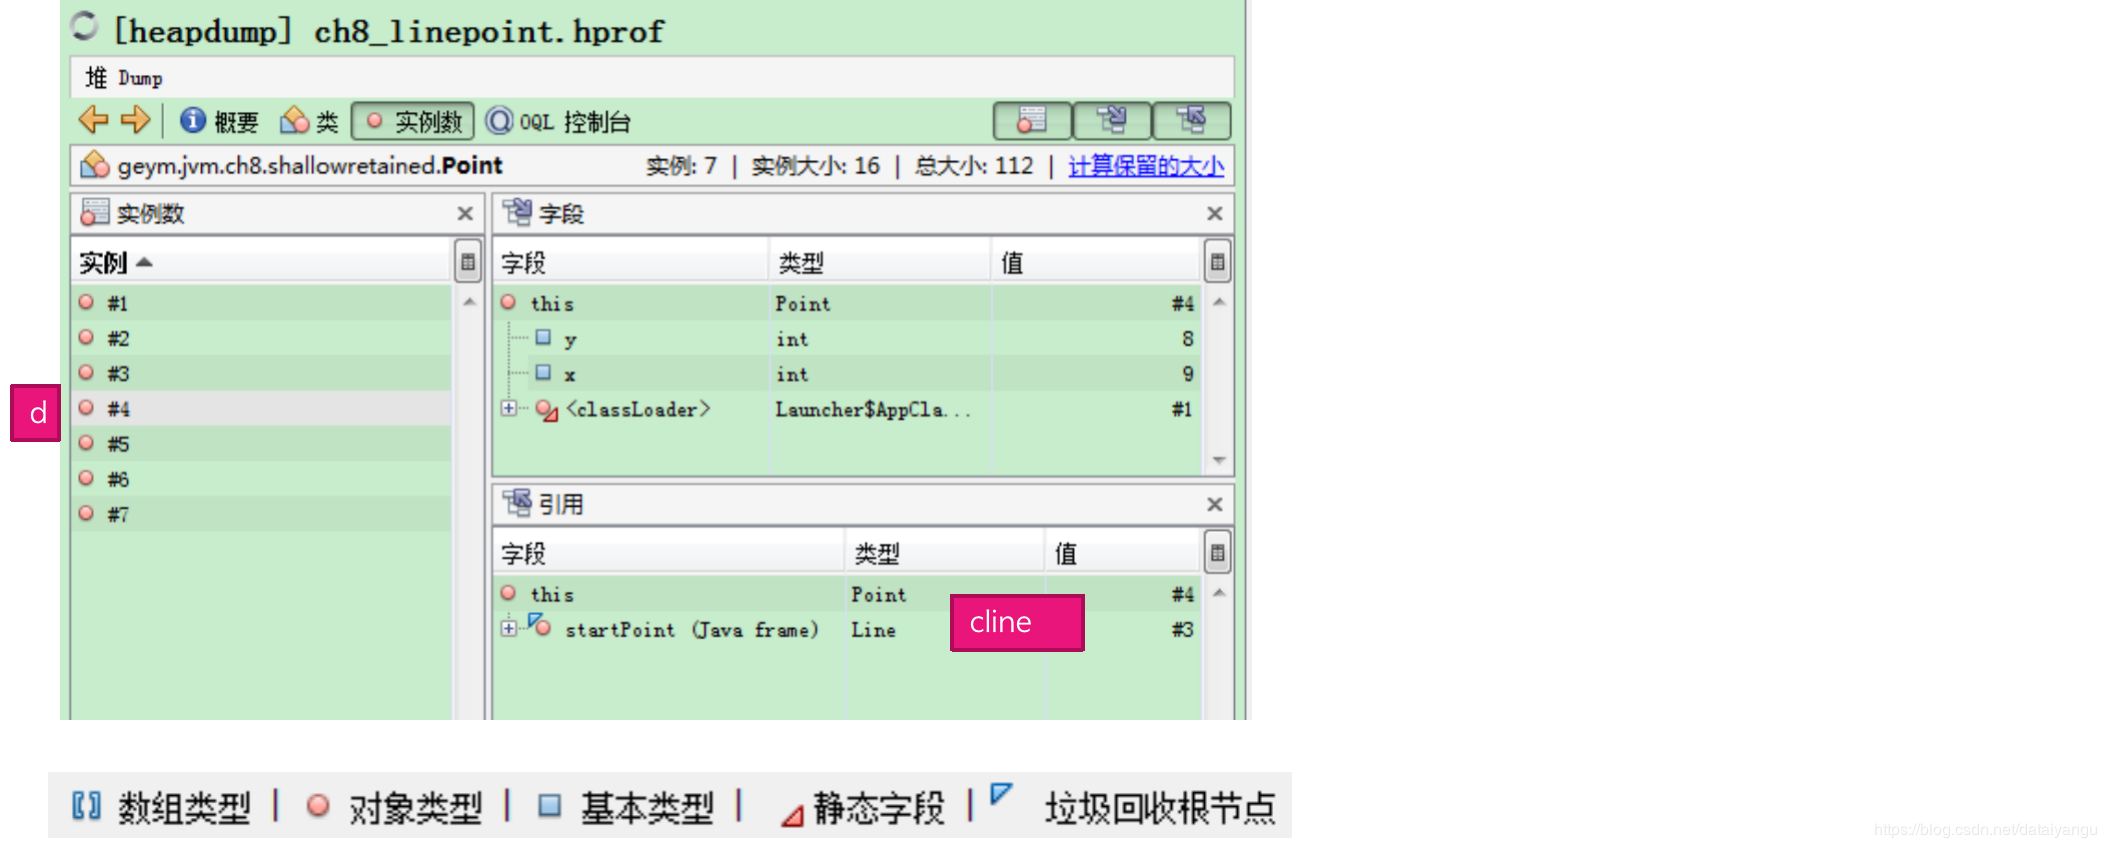 [heapdump] ch8_linepoint.hprof
堆 Dump
概要 类 实例数 OQL 控制台
geym.jvm.ch8.shallowretained.Point 实例: 7 | 实例大小: 16 | 总大小: 112 | 计算保留的大小
实例数
实例
#1
#2
#3
d
#4
#5
#6
#7
字段
字段 类型 值
this Point #4
y int 8
x int 9
<classLoader> Launcher$AppCla... #1
引用
字段 类型 值
this Point #4
cline
startPoint (Java frame) Line #3
数组类型 | 对象类型 | 基本类型 | 静态字段 | 垃圾回收根节点
https://blog.csdn.net/dataiyangu